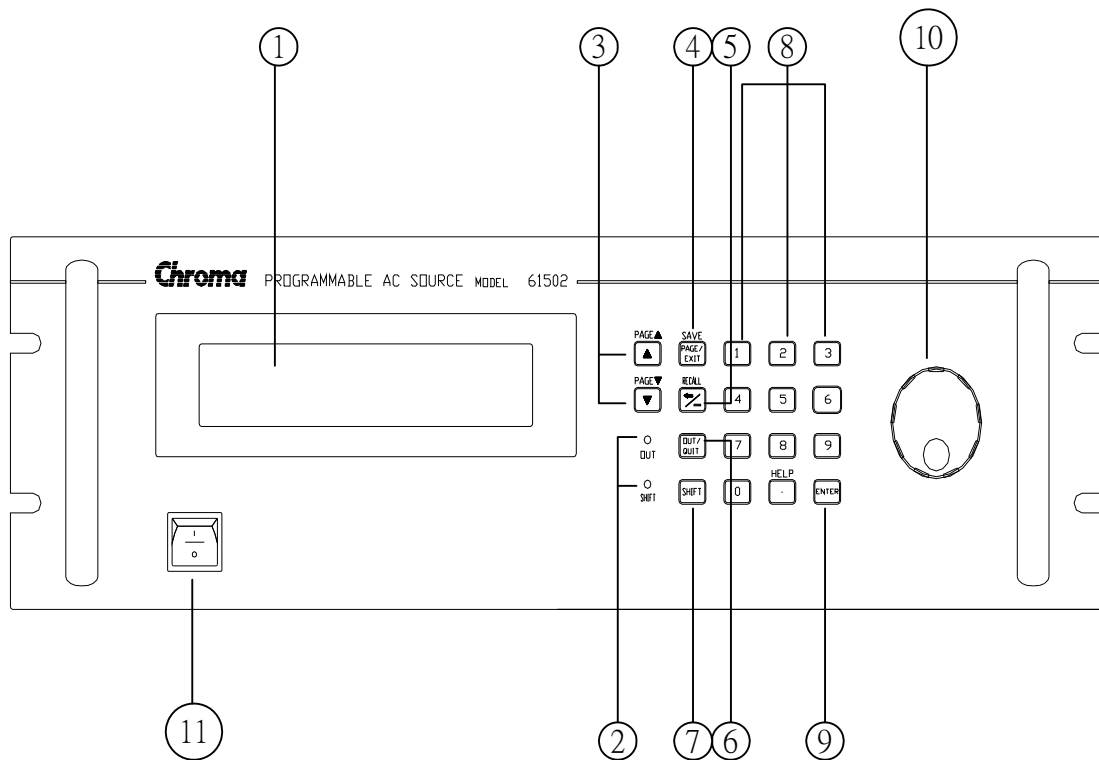 1
3
4
5
8
10
Chroma PROGRAMMABLE AC SOURCE MODEL 61502
PAGE▲ SAVE
▲ PAGE/ EXIT 1 2 3
PAGE▼ RECALL
▼ 4 5 6
OUT OUT/ QUIT 7 8 9
HELP
SHIFT SHIFT 0 . ENTER
I
O
11
2
7
6
9